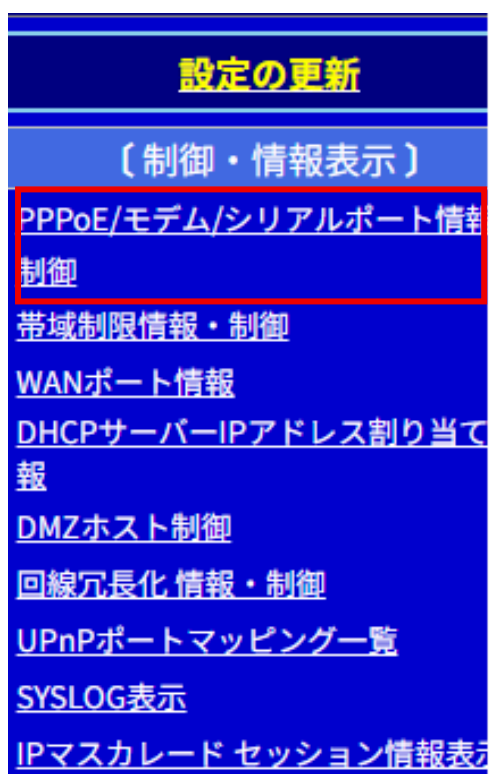 設定の更新
〔制御・情報表示〕
PPPoE/モデム/シリアルポート情報
制御
帯域制限情報・制御
WANポート情報
DHCPサーバーIPアドレス割り当て
報
DMZホスト制御
回線冗長化 情報・制御
UPnPポートマッピング一覧
SYSLOG表示
IPマスカレード セッション情報表示